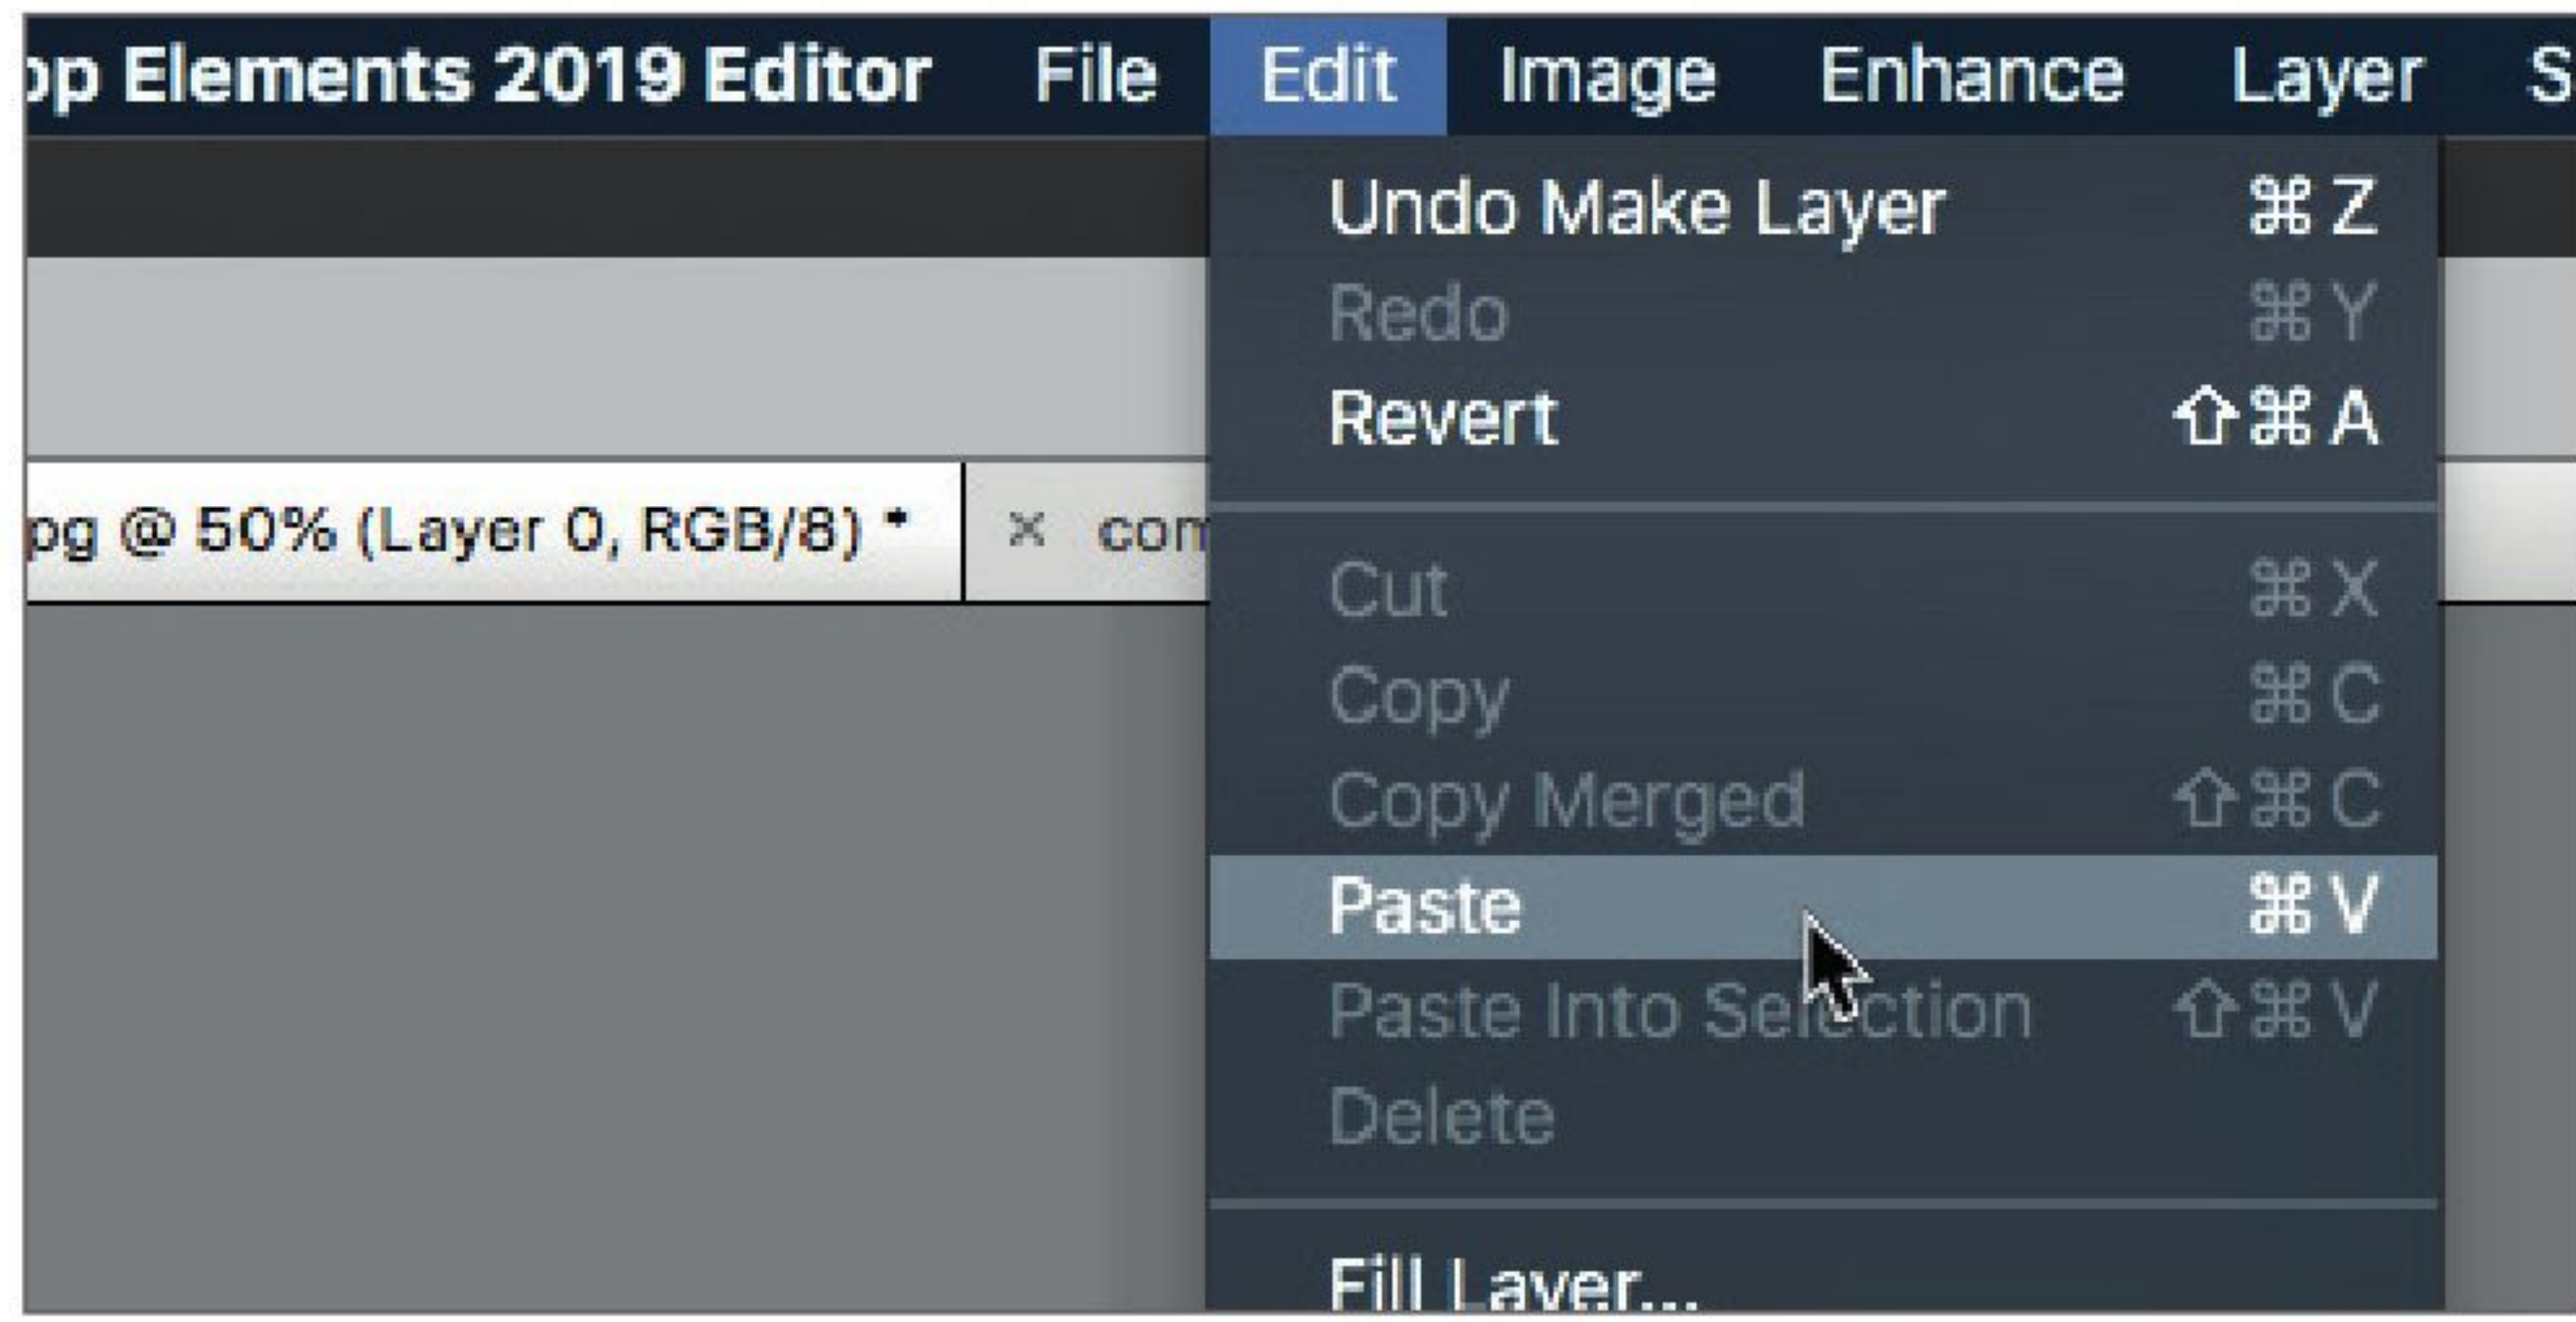 op Elements 2019 Editor File Edit Image Enhance Layer S
Undo Make Layer ⌘Z
Redo ⌘Y
Revert ⇧⌘A
pg @ 50% (Layer 0, RGB/8) * × com
Cut ⌘X
Copy ⌘C
Copy Merged ⇧⌘C
Paste ⌘V
Paste Into Selection ⇧⌘V
Delete
Fill Layer...